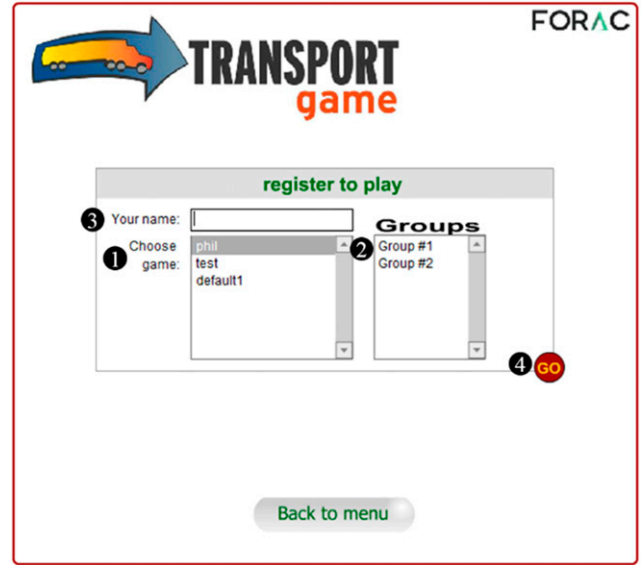 FORAC
TRANSPORT
game
register to play
3 Your name:
Groups
1 Choose game:
phil
test
default1
2 Group #1
Group #2
4 GO
Back to menu